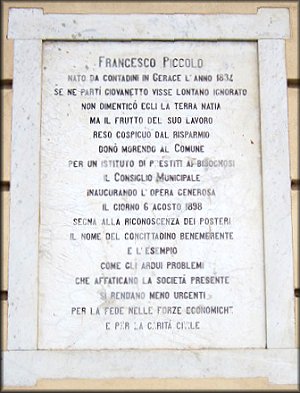 FRANCESCO PICCOLO
NATO DA CONTADINI IN GERACE L'ANNO 1834
SE NE PARTÌ GIOVANETTO VISSE LONTANO IGNORATO
NON DIMENTICÒ EGLI LA TERRA NATIA
MA IL FRUTTO DEL SUO LAVORO
RESO COSPICUO DAL RISPARMIO
DONÒ MORENDO AL COMUNE
PER UN ISTITUTO DI P ESTITI AI BISOGNOSI
IL CONSIGLIO MUNICIPALE
INAUGURANDO L'OPERA GENEROSA
IL GIORNO 6 AGOSTO 1898
SEGNA ALLA RICONOSCENZA DEI POSTERI
IL NOME DEL CONCITTADINO BENEMERENTE
E L'ESEMPIO
COME GLI ARDUI PROBLEMI
CHE AFFATICANO LA SOCIETÀ PRESENTE
SI RENDANO MENO URGENTI
PER LA FEDE NELLE FORZE ECONOMICH
E PER LA CARITÀ CIVILE